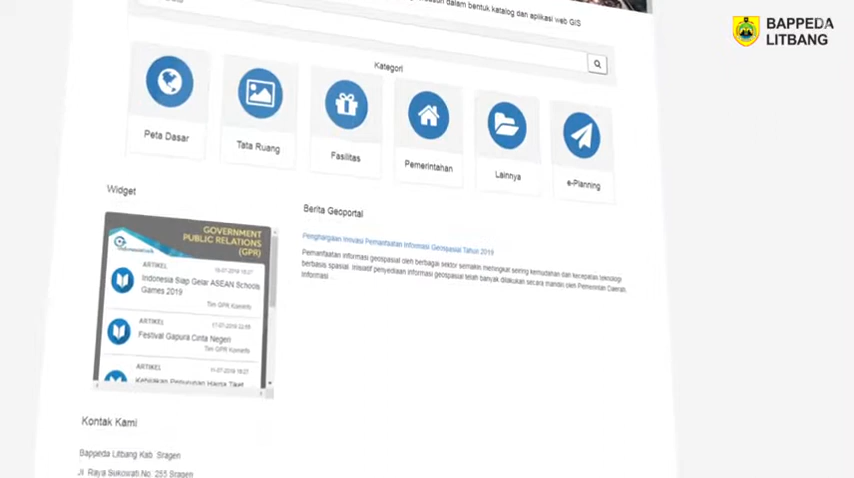 dalam bentuk katalog dan aplikasi web GIS
BAPPEDA
LITBANG
Kategori
Peta Dasar
Tata Ruang
Fasilitas
Pemerintahan
Lainnya
e-Planning
Widget
Berita Geoportal
GOVERNMENT
PUBLIC RELATIONS
(GPR)
ARTIKEL
Indonesia Siap Gelar ASEAN Schools
Games 2019
Tim GPR Kominfo
ARTIKEL
Festival Gapura Cinta Negeri
Tim GPR Kominfo
ARTIKEL
Kebijakan Penurunan Harga Tiket
Penghargaan Inovasi Pemanfaatan Informasi Geospasial Tahun 2019
Pemanfaatan informasi geospasial oleh berbagai sektor semakin meningkat seiring kemudahan dan kecepatan teknologi
berbasis spasial. Inisiatif penyediaan informasi geospasial telah banyak dilakukan secara mandiri oleh Pemerintah Daerah.
Informasi
Kontak Kami
Bappeda Litbang Kab. Sragen
Jl. Raya Sukowati No. 255 Sragen